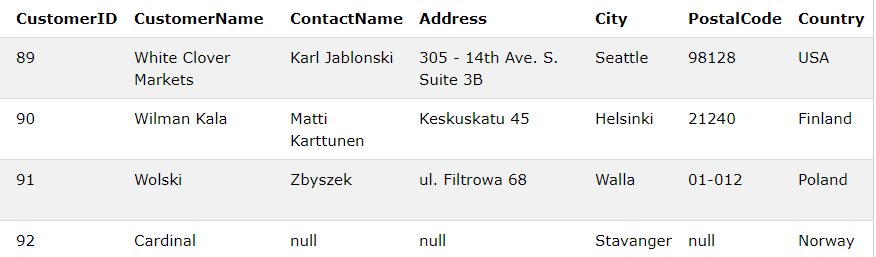 CustomerID CustomerName ContactName Address City PostalCode Country
89 White Clover Karl Jablonski 305 - 14th Ave. S. Seattle 98128 USA
Markets Suite 3B
90 Wilman Kala Matti Keskuskatu 45 Helsinki 21240 Finland
Karttunen
91 Wolski Zbyszek ul. Filtrowa 68 Walla 01-012 Poland
92 Cardinal null null Stavanger null Norway